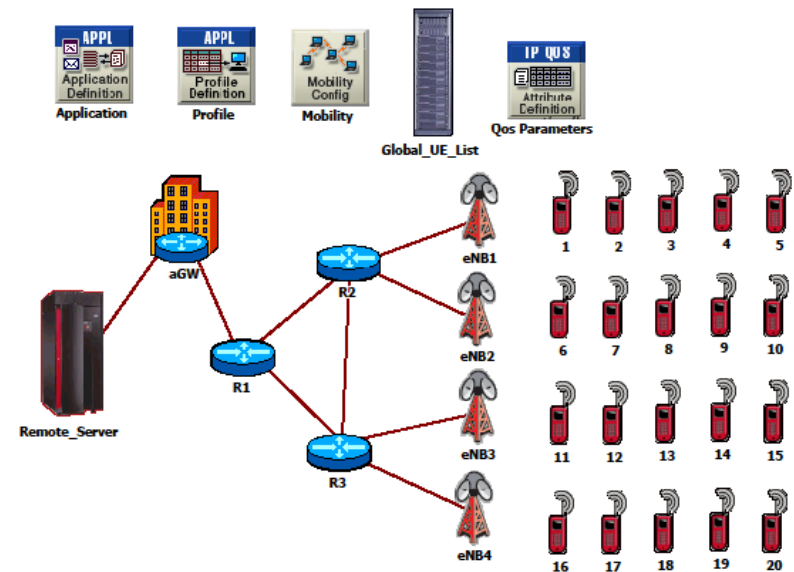 APPL
Application
Definition
Application
APPL
Profile
Definition
Profile
Mobility
Config
Mobility
Global_UE_List
IP QOS
Attribute
Definition
Qos Parameters
aGW
Remote_Server
R1
R2
R3
eNB1
eNB2
eNB3
eNB4
1 2 3 4 5
6 7 8 9 10
11 12 13 14 15
16 17 18 19 20